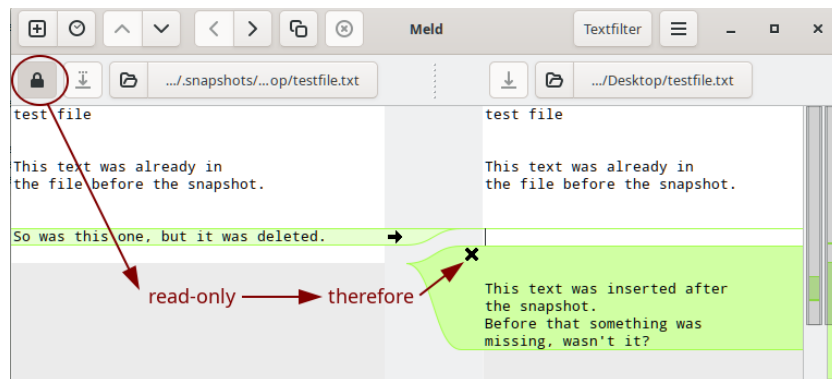 Meld
Textfilter
.../.snapshots/...op/testfile.txt
.../Desktop/testfile.txt
test file
This text was already in
the file before the snapshot.
So was this one, but it was deleted.
read-only
therefore
test file
This text was already in
the file before the snapshot.
This text was inserted after
the snapshot.
Before that something was
missing, wasn't it?